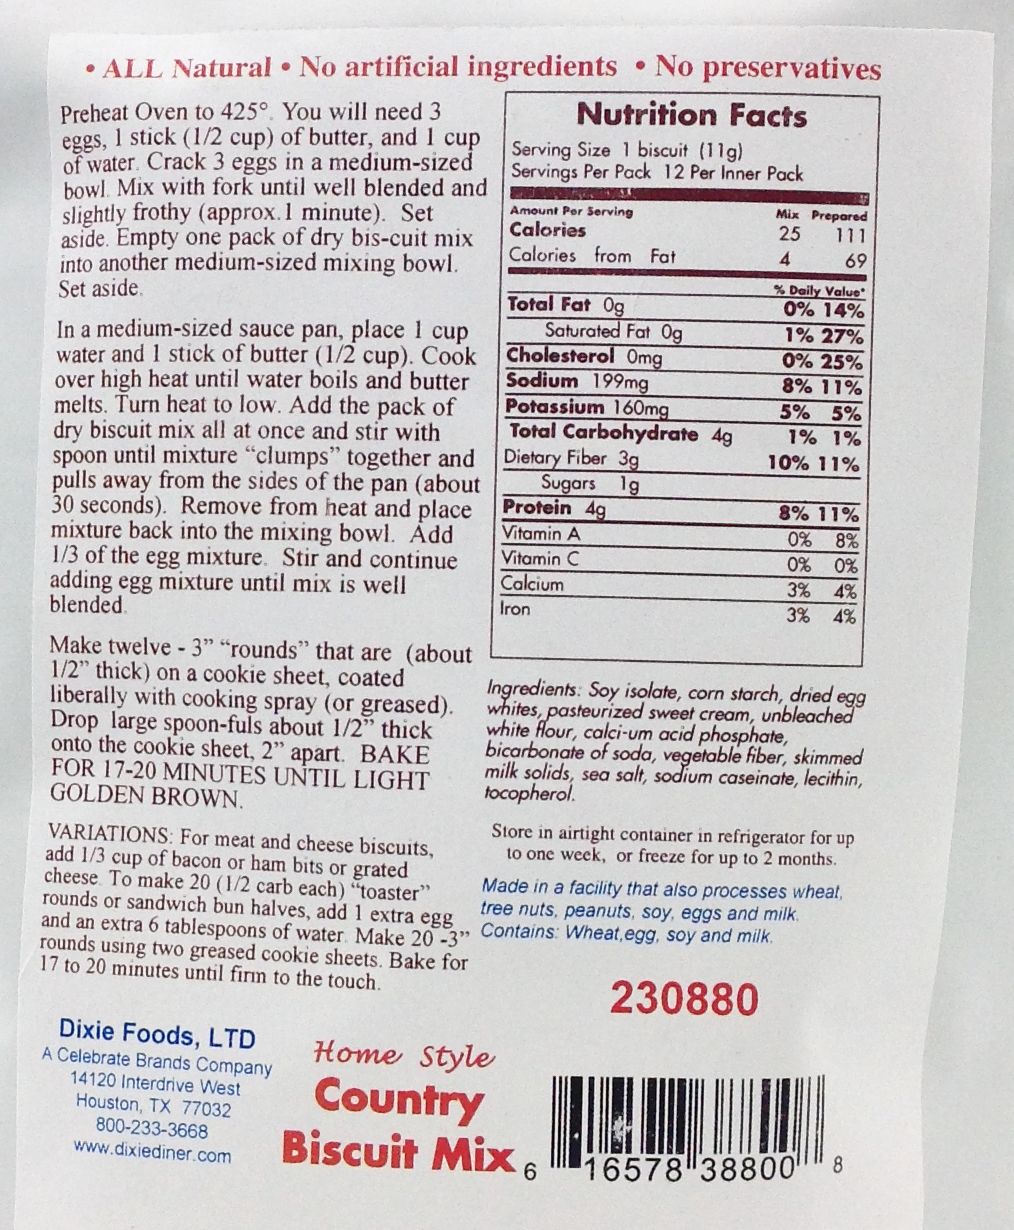 • ALL Natural • No artificial ingredients • No preservatives
Preheat Oven to 425°. You will need 3
eggs, 1 stick (1/2 cup) of butter, and 1 cup
of water. Crack 3 eggs in a medium-sized
bowl. Mix with fork until well blended and
slightly frothy (approx.1 minute). Set
aside. Empty one pack of dry bis-cuit mix
into another medium-sized mixing bowl.
Set aside.
In a medium-sized sauce pan, place 1 cup
water and 1 stick of butter (1/2 cup). Cook
over high heat until water boils and butter
melts. Turn heat to low. Add the pack of
dry biscuit mix all at once and stir with
spoon until mixture “clumps” together and
pulls away from the sides of the pan (about
30 seconds). Remove from heat and place
mixture back into the mixing bowl. Add
1/3 of the egg mixture. Stir and continue
adding egg mixture until mix is well
blended.
Make twelve - 3” “rounds” that are (about
1/2” thick) on a cookie sheet, coated
liberally with cooking spray (or greased).
Drop large spoon-fuls about 1/2” thick
onto the cookie sheet, 2” apart. BAKE
FOR 17-20 MINUTES UNTIL LIGHT
GOLDEN BROWN.
VARIATIONS: For meat and cheese biscuits,
add 1/3 cup of bacon or ham bits or grated
cheese. To make 20 (1/2 carb each) “toaster”
rounds or sandwich bun halves, add 1 extra egg
and an extra 6 tablespoons of water. Make 20 -3”
rounds using two greased cookie sheets. Bake for
17 to 20 minutes until firm to the touch.
Nutrition Facts
Serving Size 1 biscuit (11g)
Servings Per Pack 12 Per Inner Pack
Amount Per Serving Mix Prepared
Calories 25 111
Calories from Fat 4 69
% Daily Value*
Total Fat 0g 0% 14%
Saturated Fat 0g 1% 27%
Cholesterol 0mg 0% 25%
Sodium 199mg 8% 11%
Potassium 160mg 5% 5%
Total Carbohydrate 4g 1% 1%
Dietary Fiber 3g 10% 11%
Sugars 1g
Protein 4g 8% 11%
Vitamin A 0% 8%
Vitamin C 0% 0%
Calcium 3% 4%
Iron 3% 4%
Ingredients: Soy isolate, corn starch, dried egg
whites, pasteurized sweet cream, unbleached
white flour, calci-um acid phosphate,
bicarbonate of soda, vegetable fiber, skimmed
milk solids, sea salt, sodium caseinate, lecithin,
tocopherol.
Store in airtight container in refrigerator for up
to one week, or freeze for up to 2 months.
Made in a facility that also processes wheat,
tree nuts, peanuts, soy, eggs and milk.
Contains: Wheat,egg, soy and milk.
230880
Dixie Foods, LTD
A Celebrate Brands Company
14120 Interdrive West
Houston, TX 77032
800-233-3668
www.dixiediner.com
Home Style
Country
Biscuit Mix
6 16578 38800 8